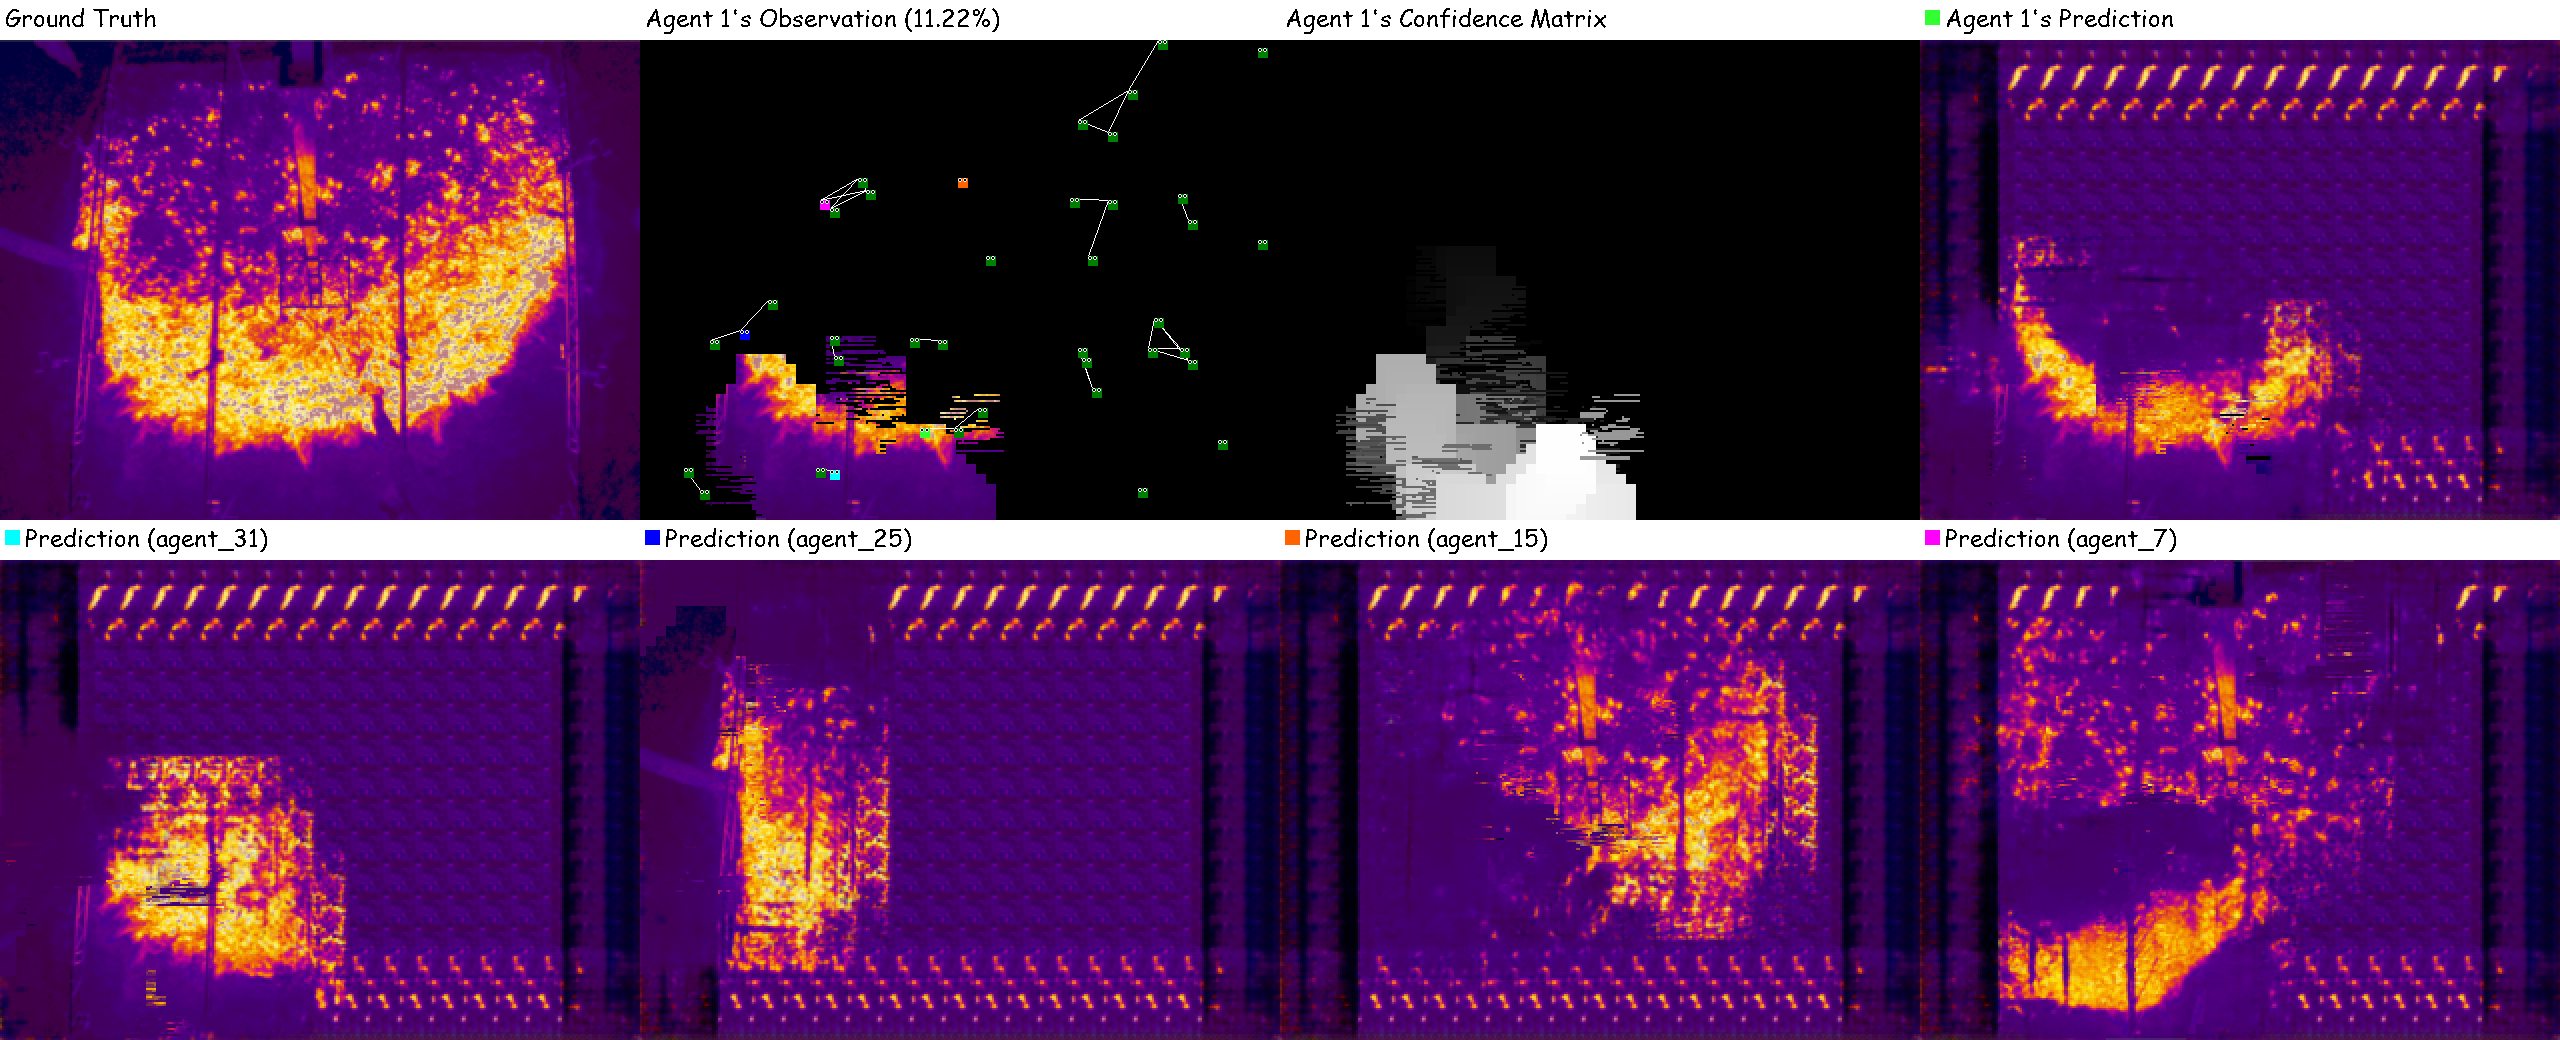 Ground Truth
Agent 1's Observation (11.22%)
Agent 1's Confidence Matrix
Agent 1's Prediction
Prediction (agent_31)
Prediction (agent_25)
Prediction (agent_15)
Prediction (agent_7)